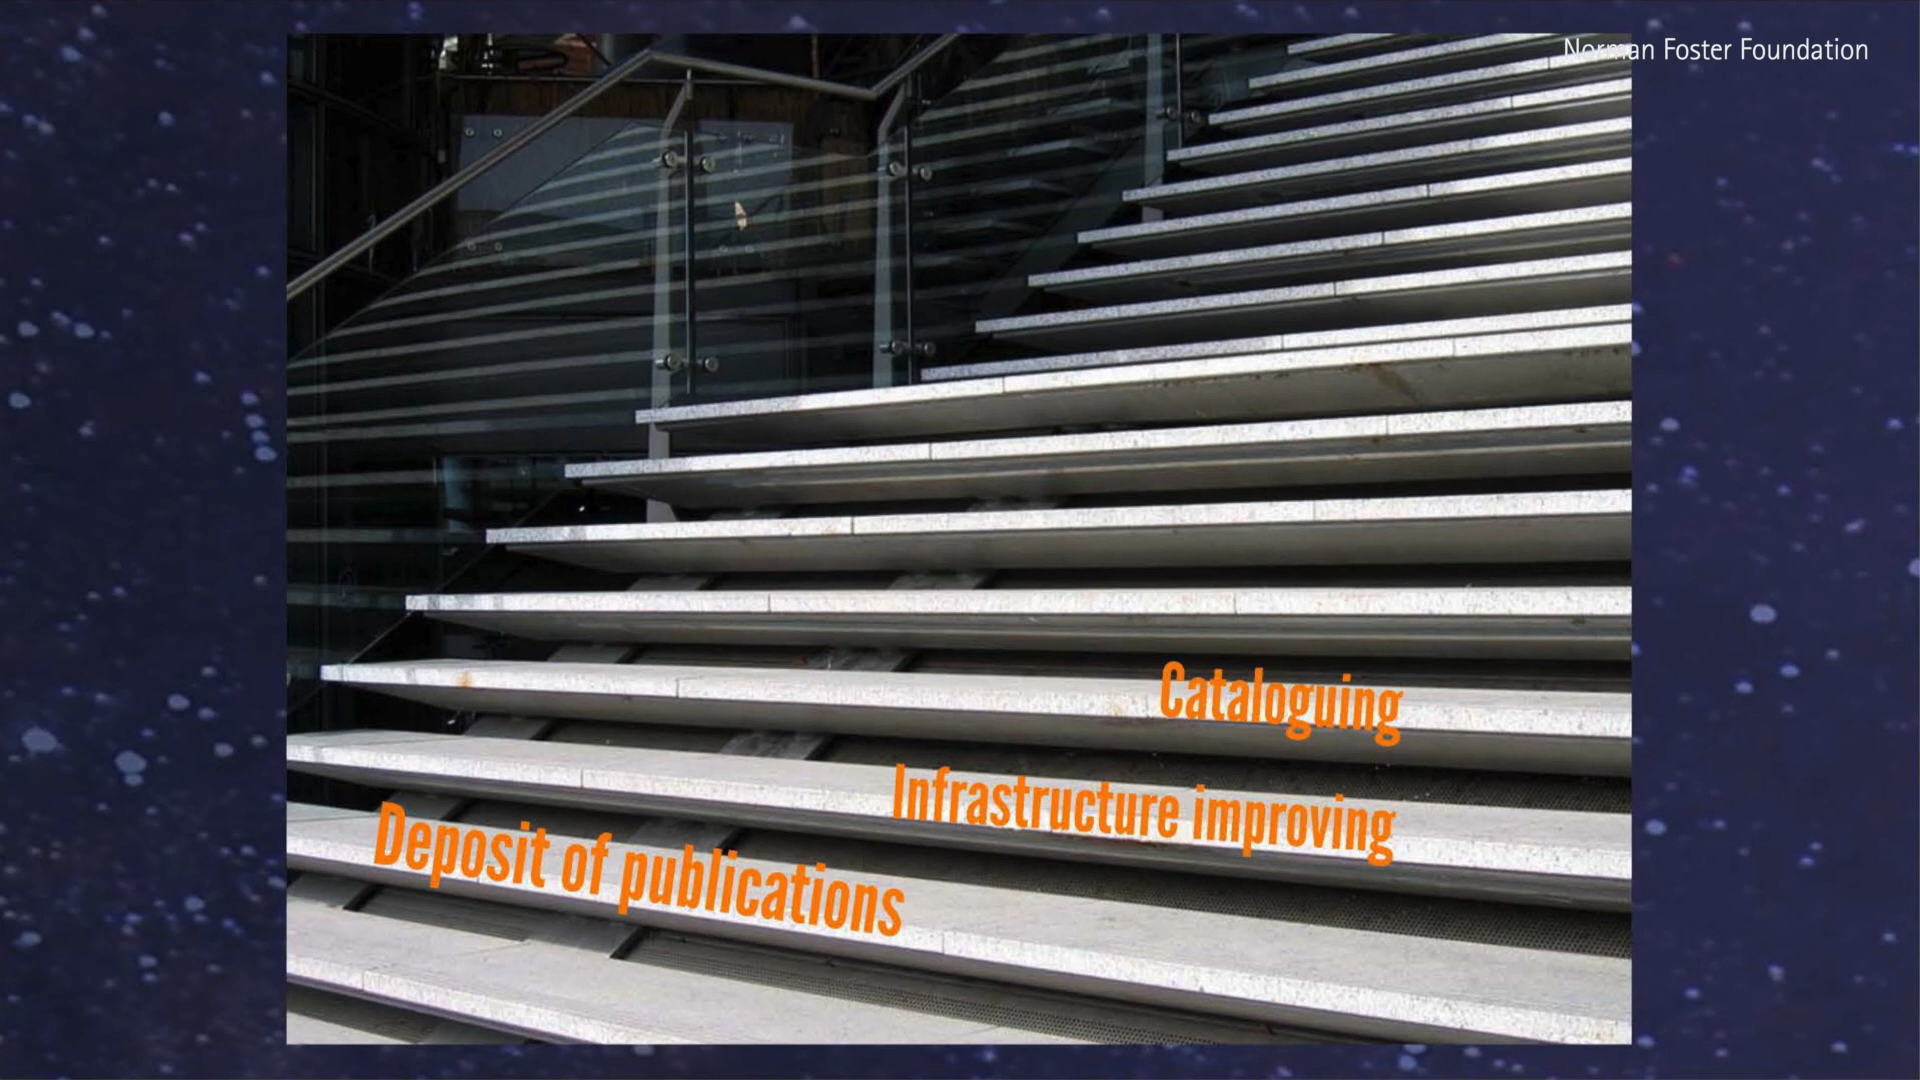 Norman Foster Foundation
Cataloguing
Infrastructure improving
Deposit of publications